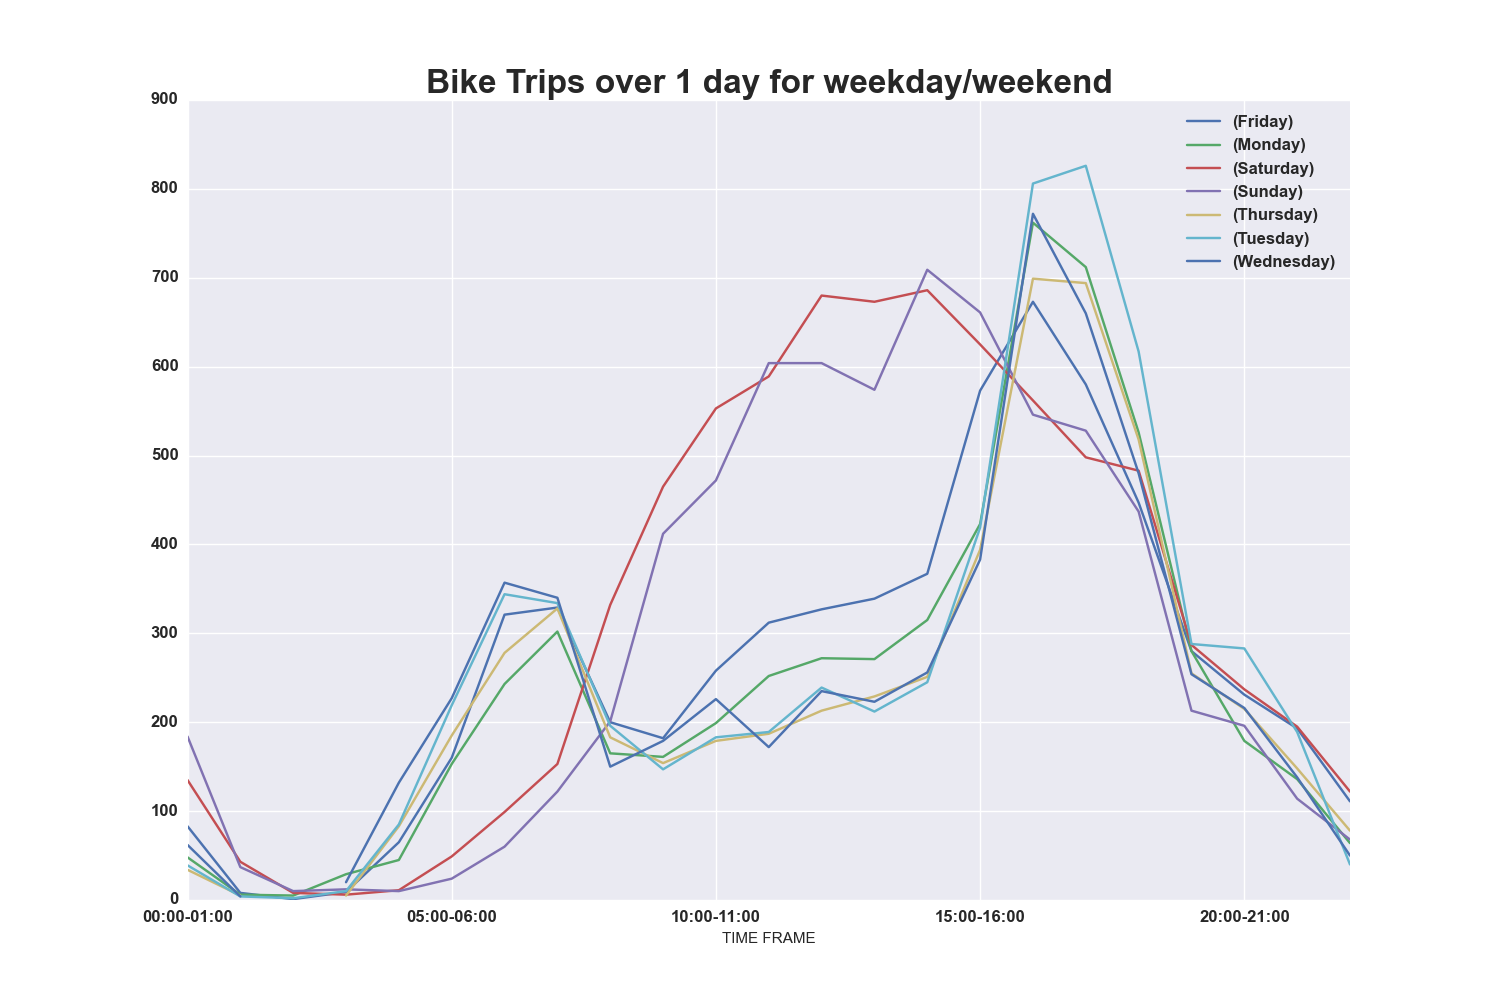 Bike Trips over 1 day for weekday/weekend
900
800
700
600
500
400
300
200
100
0
(Friday)
(Monday)
(Saturday)
(Sunday)
(Thursday)
(Tuesday)
(Wednesday)
00:00-01:00 05:00-06:00 10:00-11:00 15:00-16:00 20:00-21:00
TIME FRAME